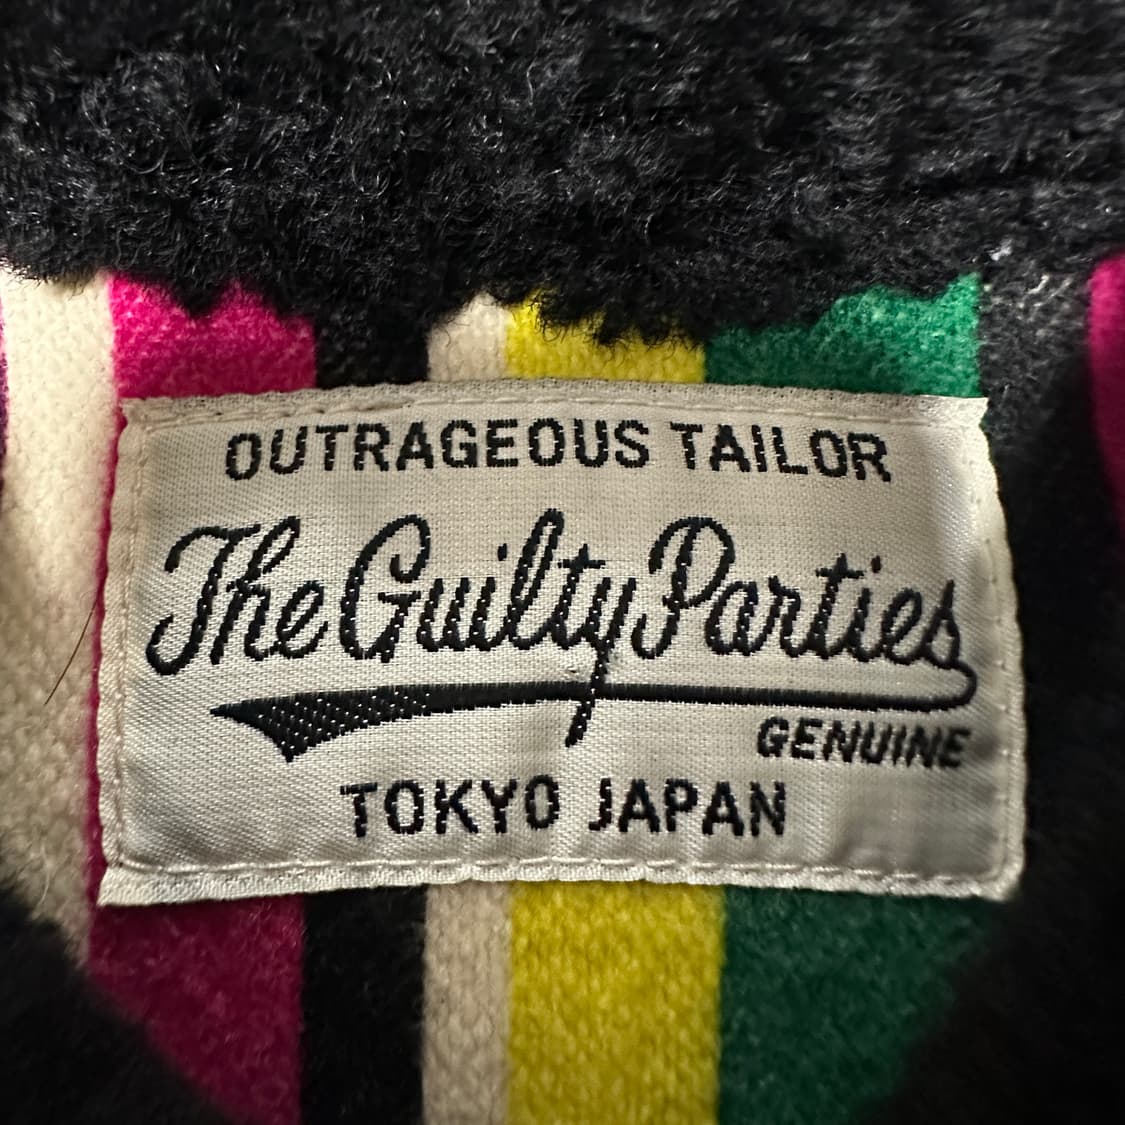 OUTRAGEOUS TAILOR
The Guilty Parties
GENUINE
TOKYO JAPAN